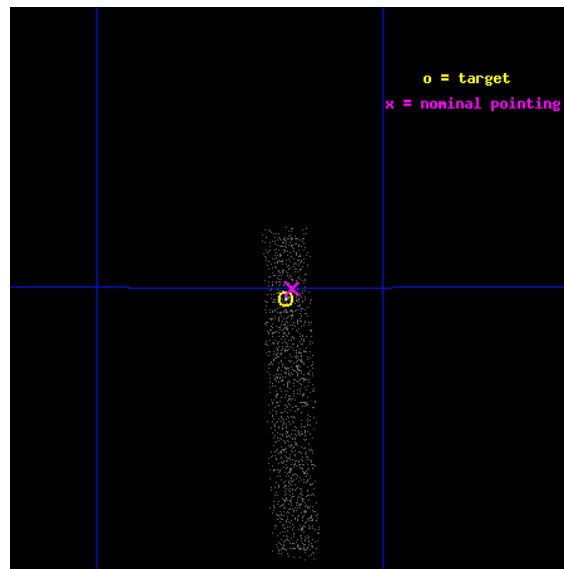 o = target
x = nominal pointing